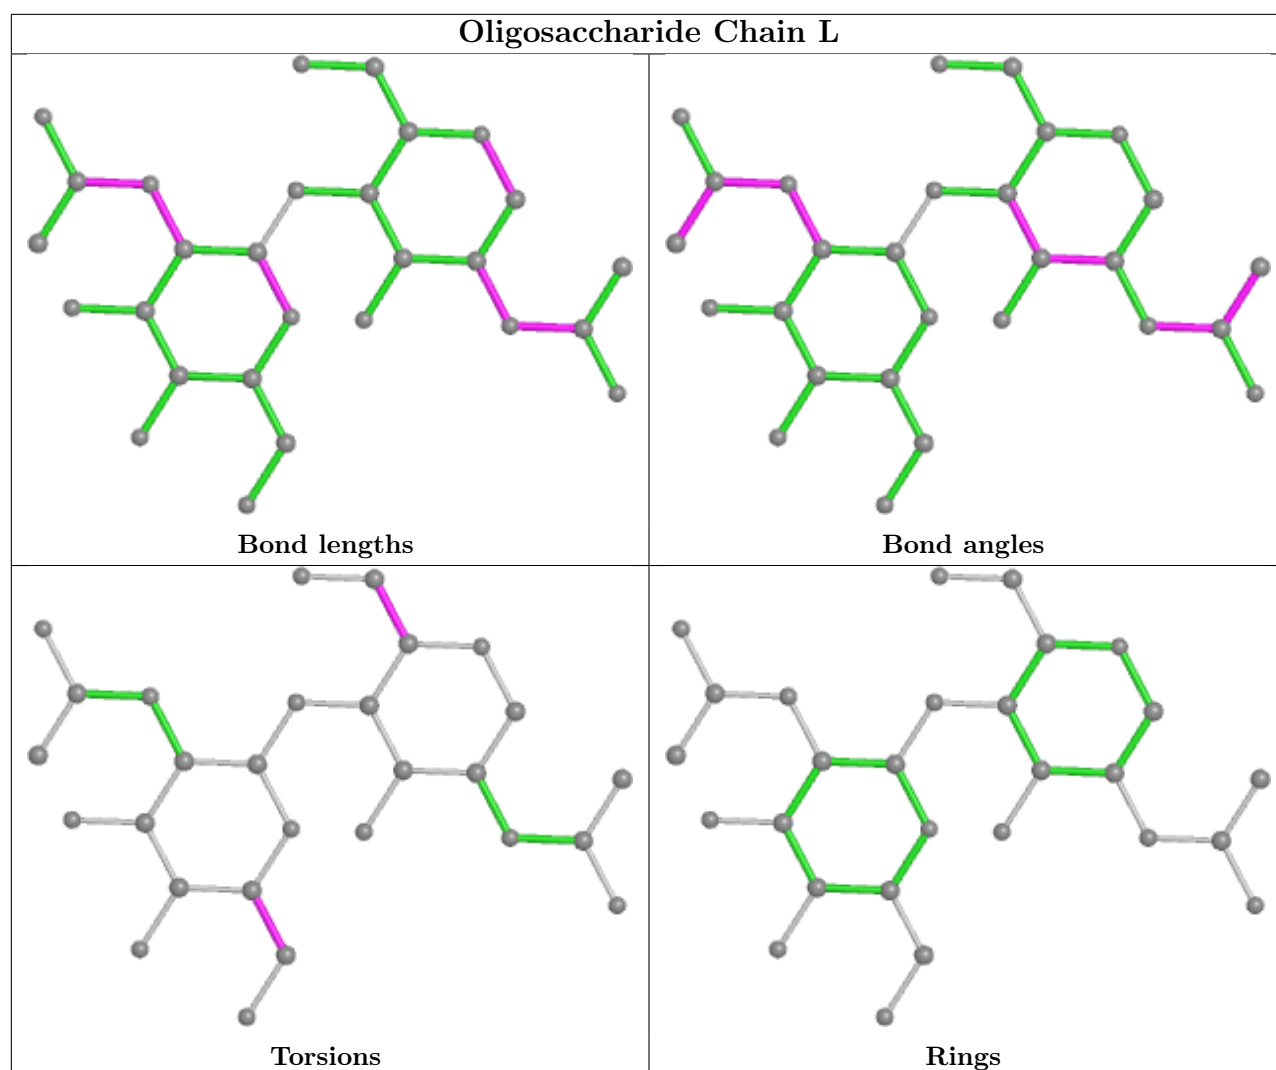 Oligosaccharide Chain L
Bond lengths
Bond angles
Torsions
Rings